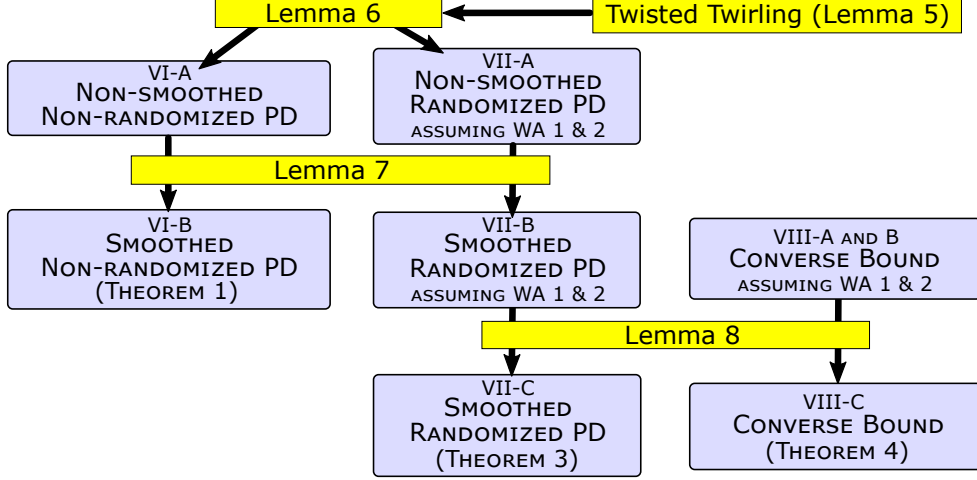 Lemma 6
Twisted Twirling (Lemma 5)
VI-A
Non-smoothed
Non-randomized PD
VII-A
Non-smoothed
Randomized PD
assuming WA 1 & 2
Lemma 7
VI-B
Smoothed
Non-randomized PD
(Theorem 1)
VII-B
Smoothed
Randomized PD
assuming WA 1 & 2
VIII-A and B
Converse Bound
assuming WA 1 & 2
Lemma 8
VII-C
Smoothed
Randomized PD
(Theorem 3)
VIII-C
Converse Bound
(Theorem 4)